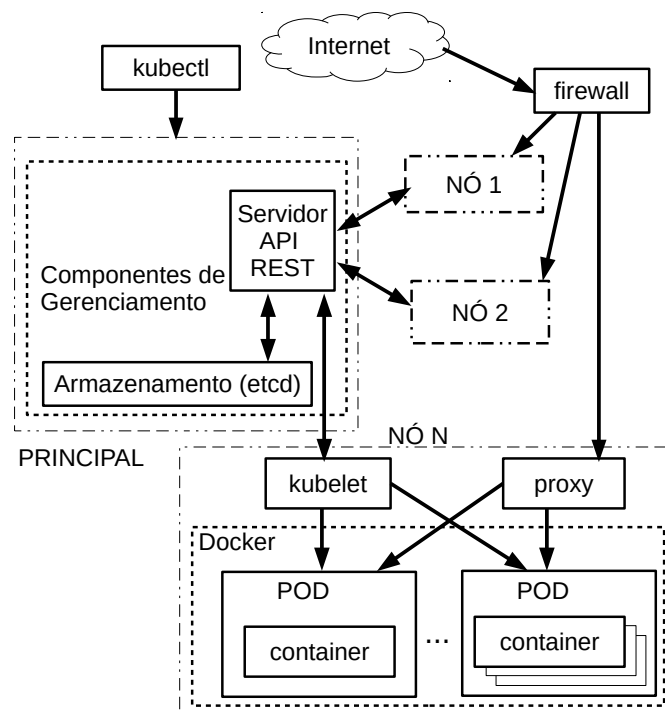 Internet
kubectl
firewall
NÓ 1
Servidor
API
REST
Componentes de
Gerenciamento
NÓ 2
Armazenamento (etcd)
PRINCIPAL
NÓ N
kubelet
proxy
Docker
POD
POD
container
...
container